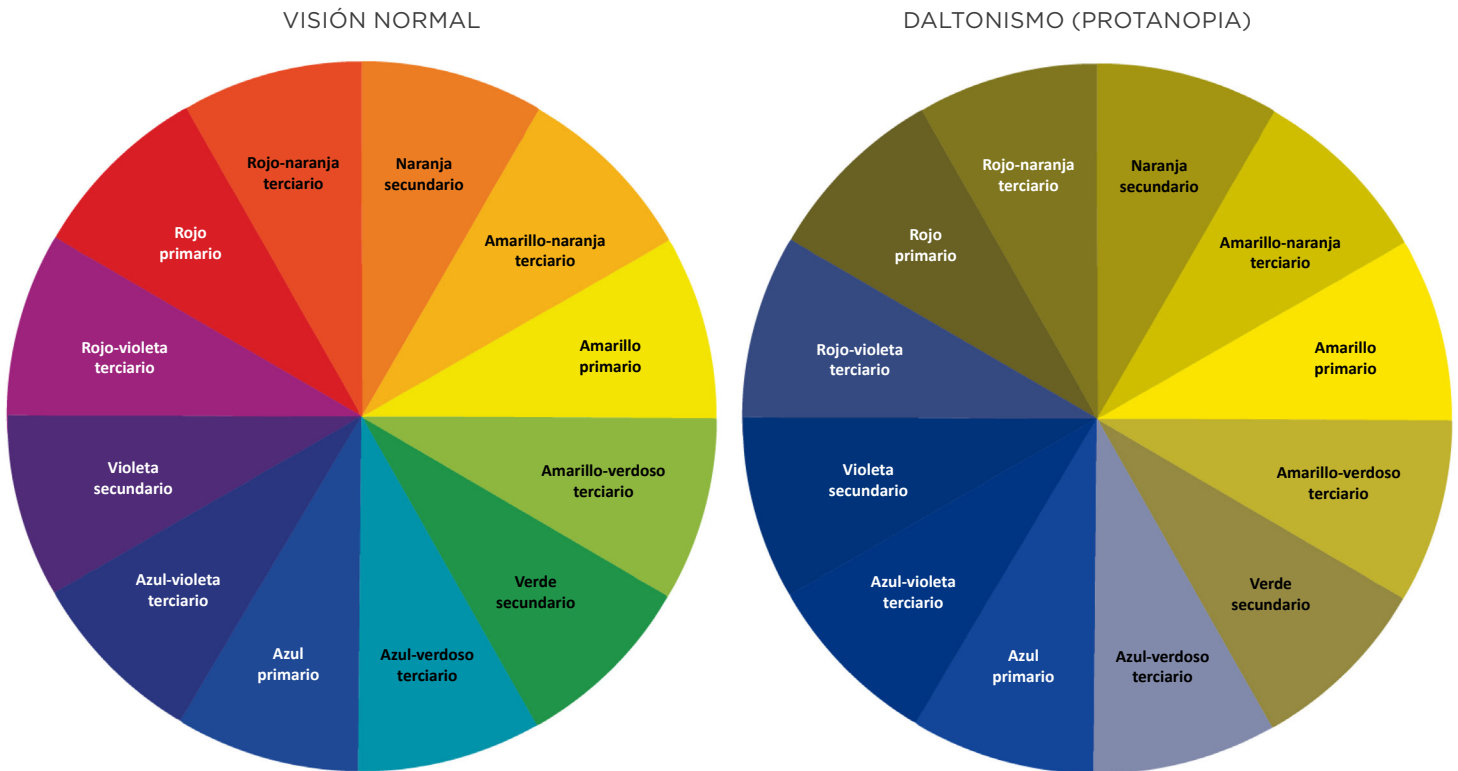 VISIÓN NORMAL
Rojo-naranja
terciario
Naranja
secundario
Rojo
primario
Amarillo-naranja
terciario
Rojo-violeta
terciario
Amarillo
primario
Violeta
secundario
Amarillo-verdoso
terciario
Azul-violeta
terciario
Verde
secundario
Azul
primario
Azul-verdoso
terciario
DALTONISMO (PROTANOPIA)
Rojo-naranja
terciario
Naranja
secundario
Rojo
primario
Amarillo-naranja
terciario
Rojo-violeta
terciario
Amarillo
primario
Violeta
secundario
Amarillo-verdoso
terciario
Azul-violeta
terciario
Verde
secundario
Azul
primario
Azul-verdoso
terciario